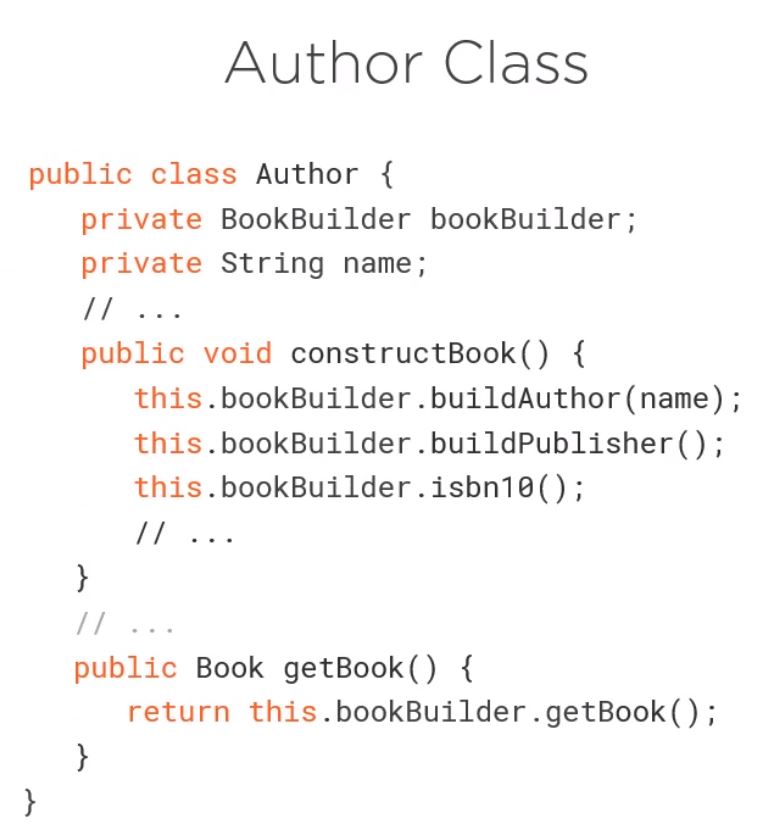 Author Class
public class Author {
private BookBuilder bookBuilder;
private String name;
// ...
public void constructBook() {
this.bookBuilder.buildAuthor(name);
this.bookBuilder.buildPublisher();
this.bookBuilder.isbn10();
// ...
}
// ...
public Book getBook() {
return this.bookBuilder.getBook();
}
}